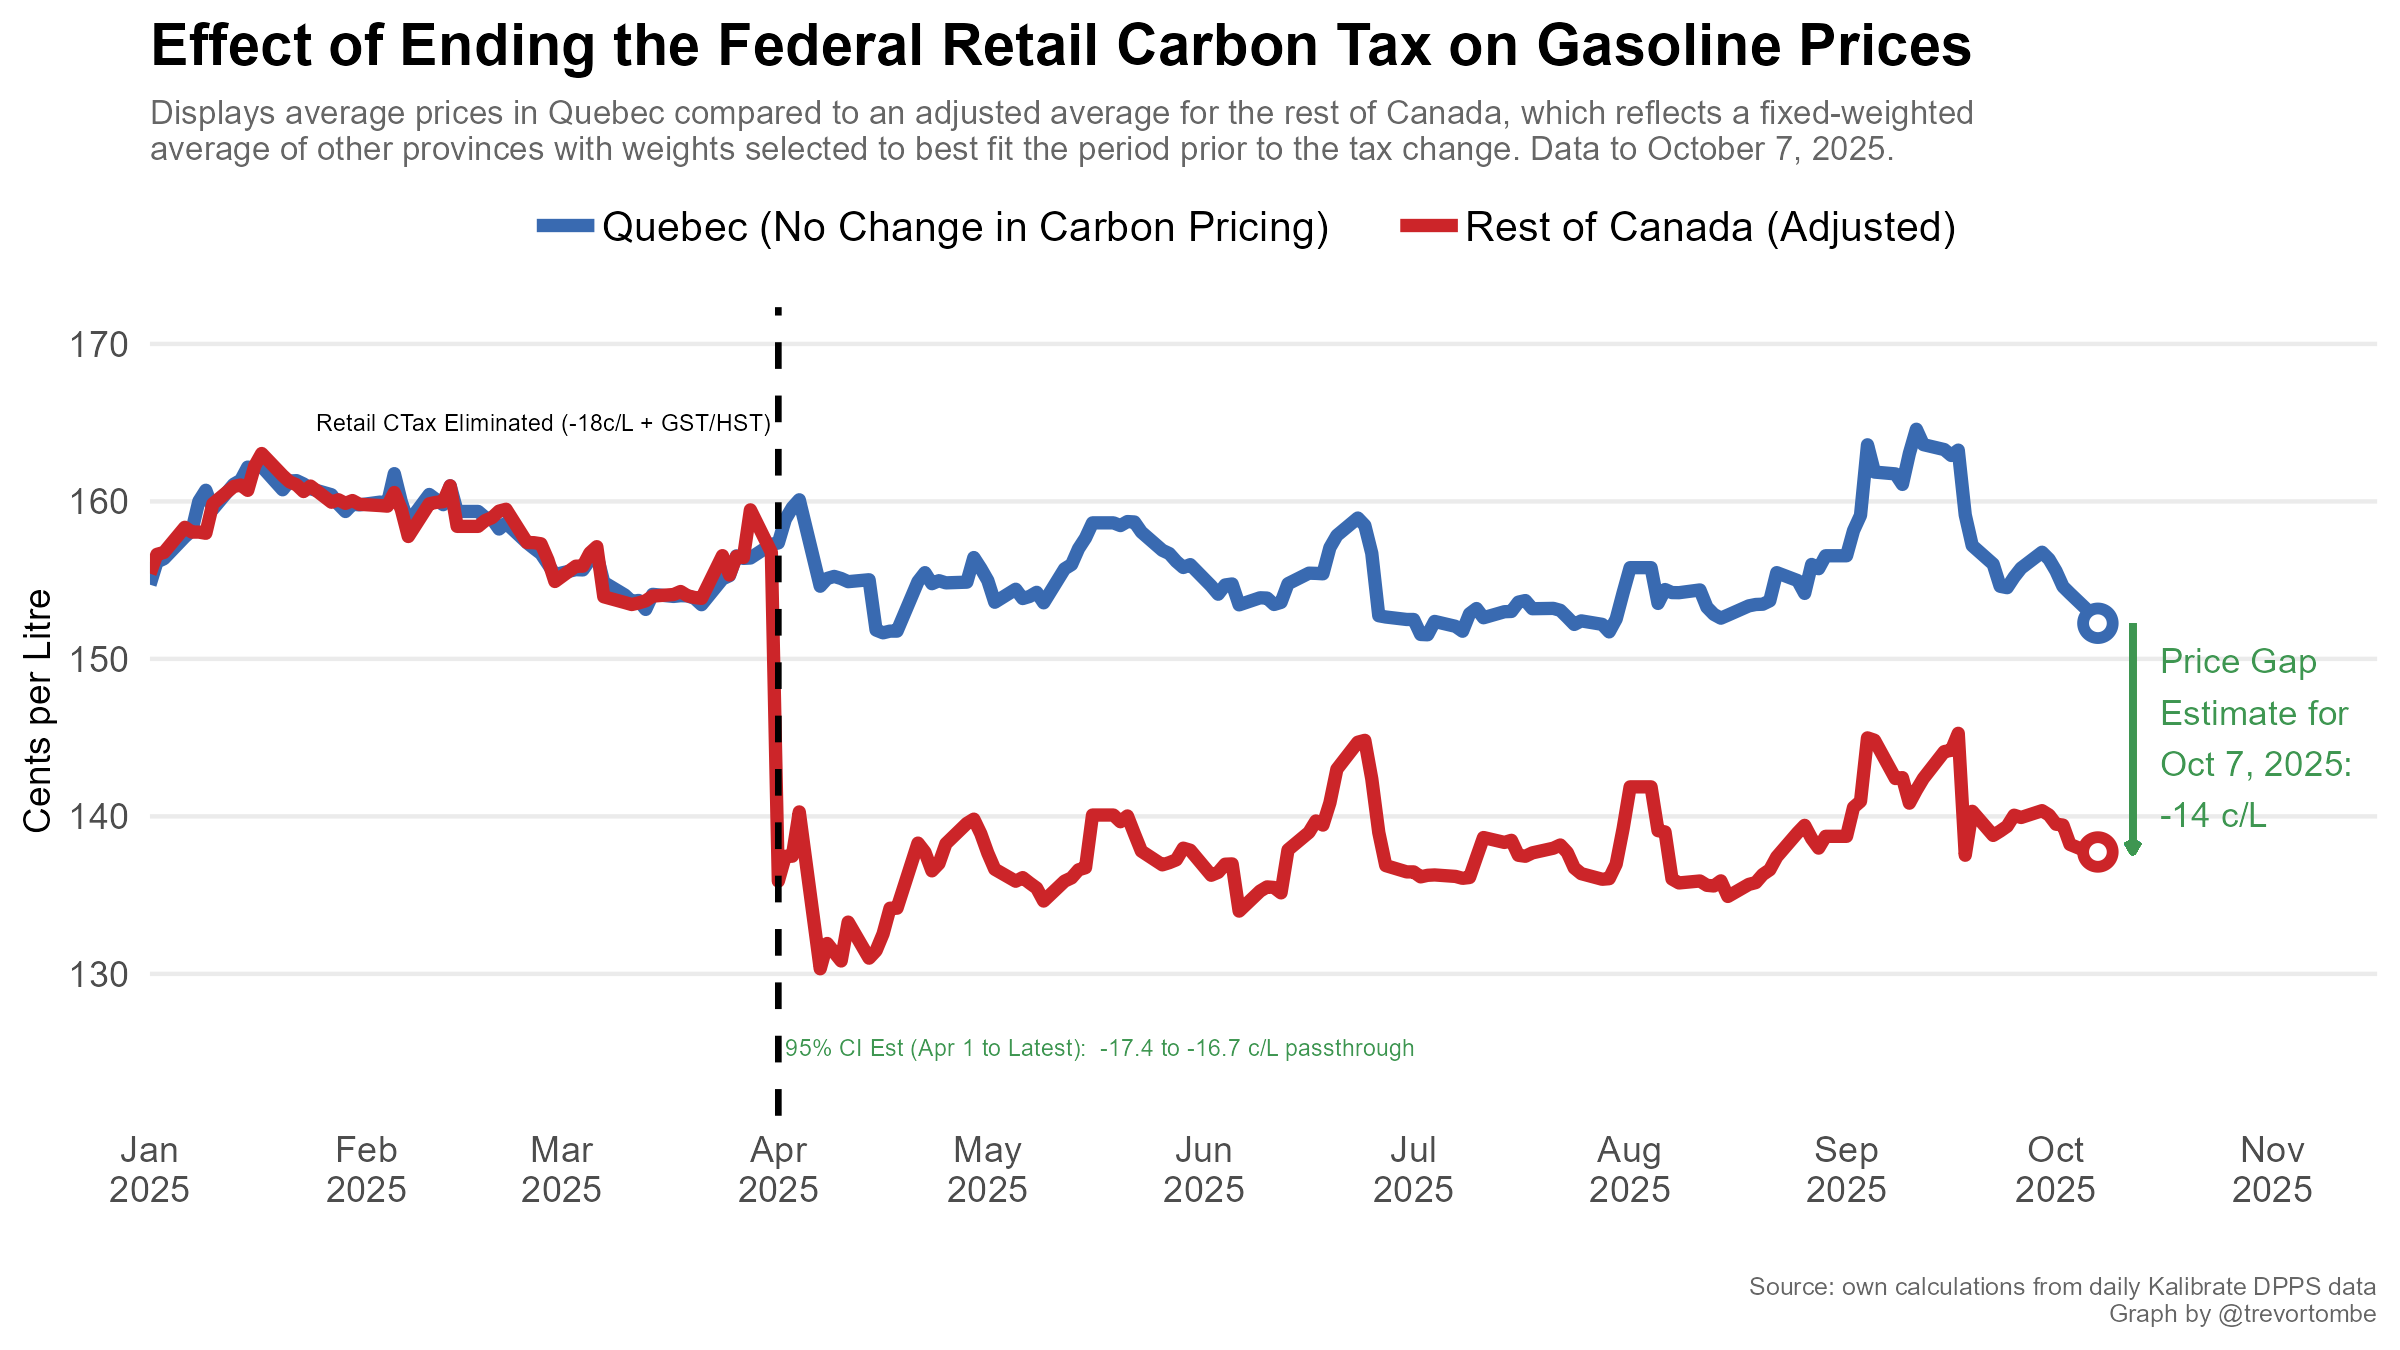 Effect of Ending the Federal Retail Carbon Tax on Gasoline Prices
Displays average prices in Quebec compared to an adjusted average for the rest of Canada, which reflects a fixed-weighted
average of other provinces with weights selected to best fit the period prior to the tax change. Data to October 7, 2025.
Quebec (No Change in Carbon Pricing) Rest of Canada (Adjusted)
170
Retail CTax Eliminated (-18c/L + GST/HST)
160
150
140
130
Cents per Litre
Price Gap
Estimate for
Oct 7, 2025:
-14 c/L
95% CI Est (Apr 1 to Latest):  -17.4 to -16.7 c/L passthrough
Jan Feb Mar Apr May Jun Jul Aug Sep Oct Nov
2025 2025 2025 2025 2025 2025 2025 2025 2025 2025 2025
Source: own calculations from daily Kalibrate DPPS data
Graph by @trevortombe